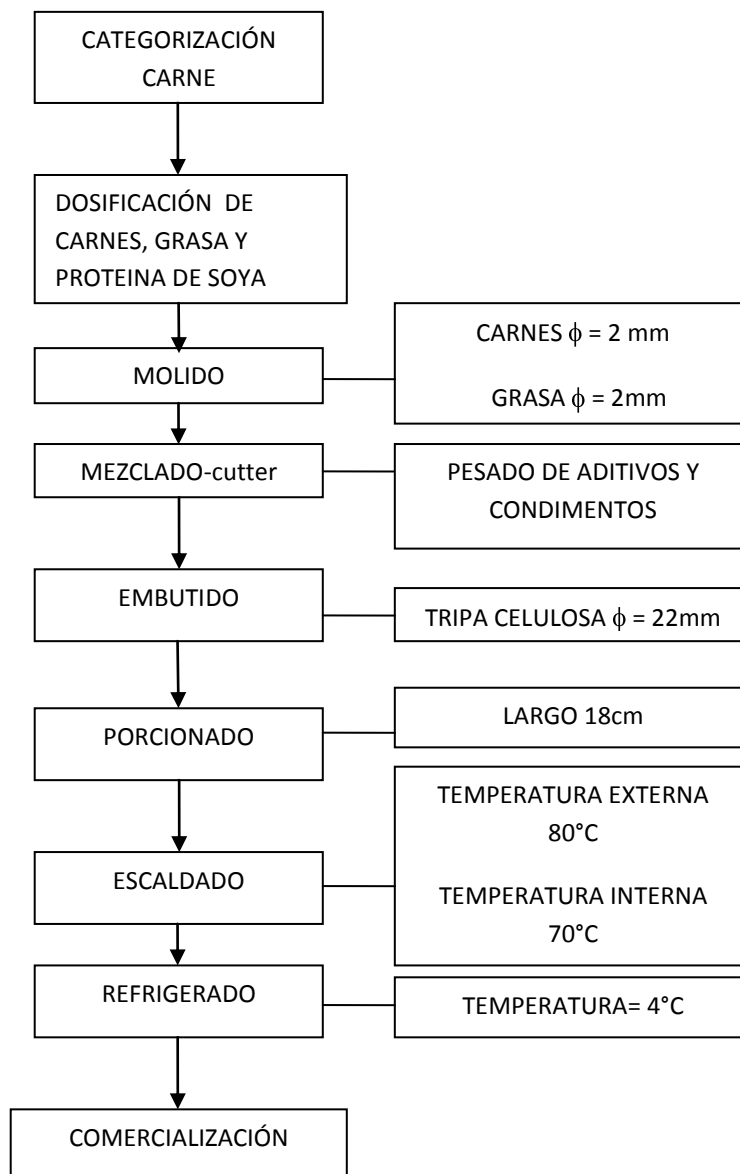 CATEGORIZACIÓN
CARNE
DOSIFICACIÓN DE
CARNES, GRASA Y
PROTEINA DE SOYA
MOLIDO
CARNES ϕ = 2 mm
GRASA ϕ = 2mm
MEZCLADO-cutter
PESADO DE ADITIVOS Y
CONDIMENTOS
EMBUTIDO
TRIPA CELULOSA ϕ = 22mm
PORCIONADO
LARGO 18cm
ESCALDADO
TEMPERATURA EXTERNA
80°C
TEMPERATURA INTERNA
70°C
REFRIGERADO
TEMPERATURA= 4°C
COMERCIALIZACIÓN